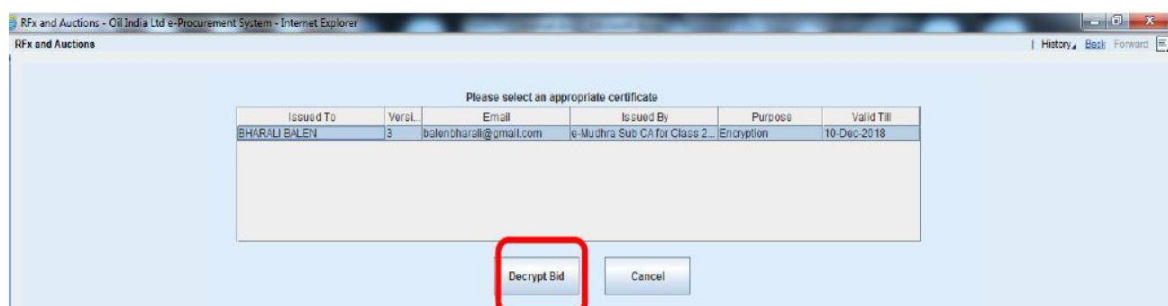 RFx and Auctions - Oil India Ltd e-Procurement System - Internet Explorer
RFx and Auctions | History Back Forward
Please select an appropriate certificate
Issued To Versi... Email Issued By Purpose Valid Till
BHARALI BALEN 3 balenbharali@gmail.com e-Mudhra Sub CA for Class 2... Encryption 10-Dec-2018
Decrypt Bid Cancel